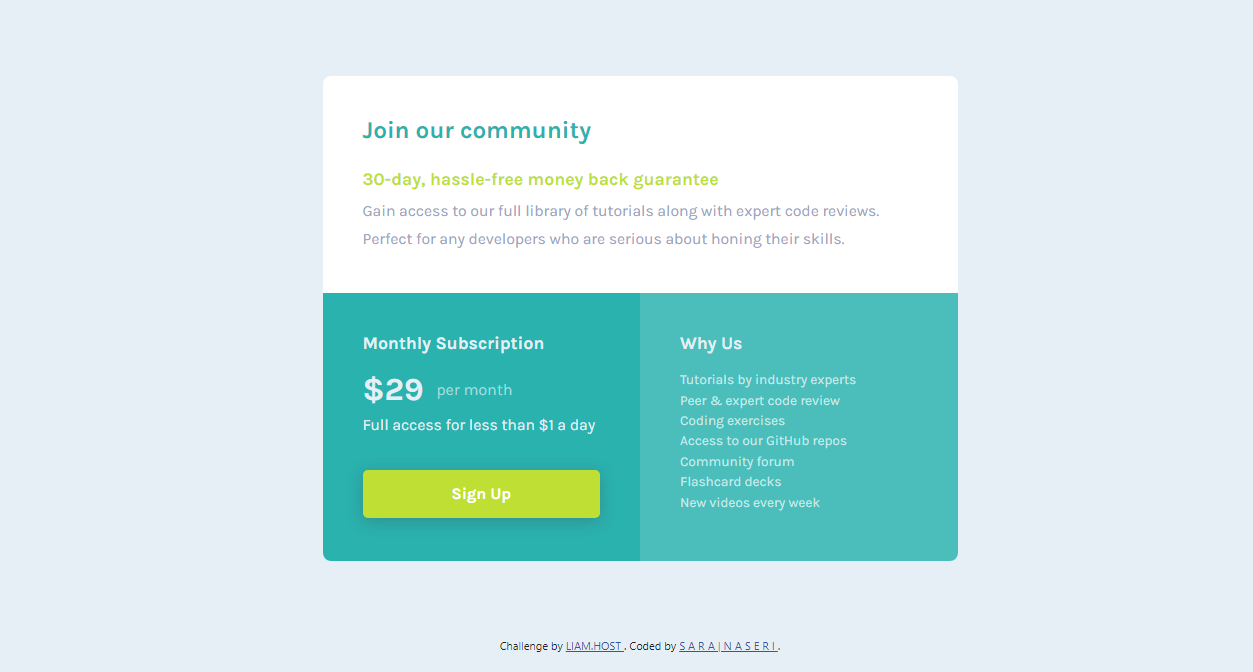 Join our community
30-day, hassle-free money back guarantee
Gain access to our full library of tutorials along with expert code reviews.
Perfect for any developers who are serious about honing their skills.
Monthly Subscription
$29 per month
Full access for less than $1 a day
Sign Up
Why Us
Tutorials by industry experts
Peer & expert code review
Coding exercises
Access to our GitHub repos
Community forum
Flashcard decks
New videos every week
Challenge by LIAM.HOST . Coded by S A R A | N A S E R I .